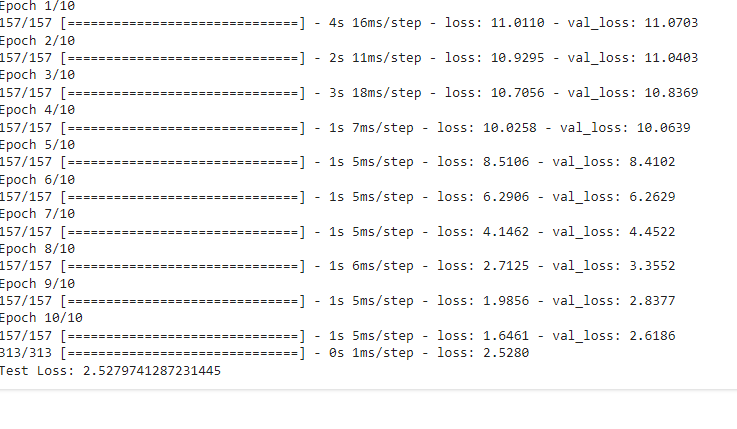 Epoch 1/10
157/157 [==============================] - 4s 16ms/step - loss: 11.0110 - val_loss: 11.0703
Epoch 2/10
157/157 [==============================] - 2s 11ms/step - loss: 10.9295 - val_loss: 11.0403
Epoch 3/10
157/157 [==============================] - 3s 18ms/step - loss: 10.7056 - val_loss: 10.8369
Epoch 4/10
157/157 [==============================] - 1s 7ms/step - loss: 10.0258 - val_loss: 10.0639
Epoch 5/10
157/157 [==============================] - 1s 5ms/step - loss: 8.5106 - val_loss: 8.4102
Epoch 6/10
157/157 [==============================] - 1s 5ms/step - loss: 6.2906 - val_loss: 6.2629
Epoch 7/10
157/157 [==============================] - 1s 5ms/step - loss: 4.1462 - val_loss: 4.4522
Epoch 8/10
157/157 [==============================] - 1s 6ms/step - loss: 2.7125 - val_loss: 3.3552
Epoch 9/10
157/157 [==============================] - 1s 5ms/step - loss: 1.9856 - val_loss: 2.8377
Epoch 10/10
157/157 [==============================] - 1s 5ms/step - loss: 1.6461 - val_loss: 2.6186
313/313 [==============================] - 0s 1ms/step - loss: 2.5280
Test Loss: 2.5279741287231445